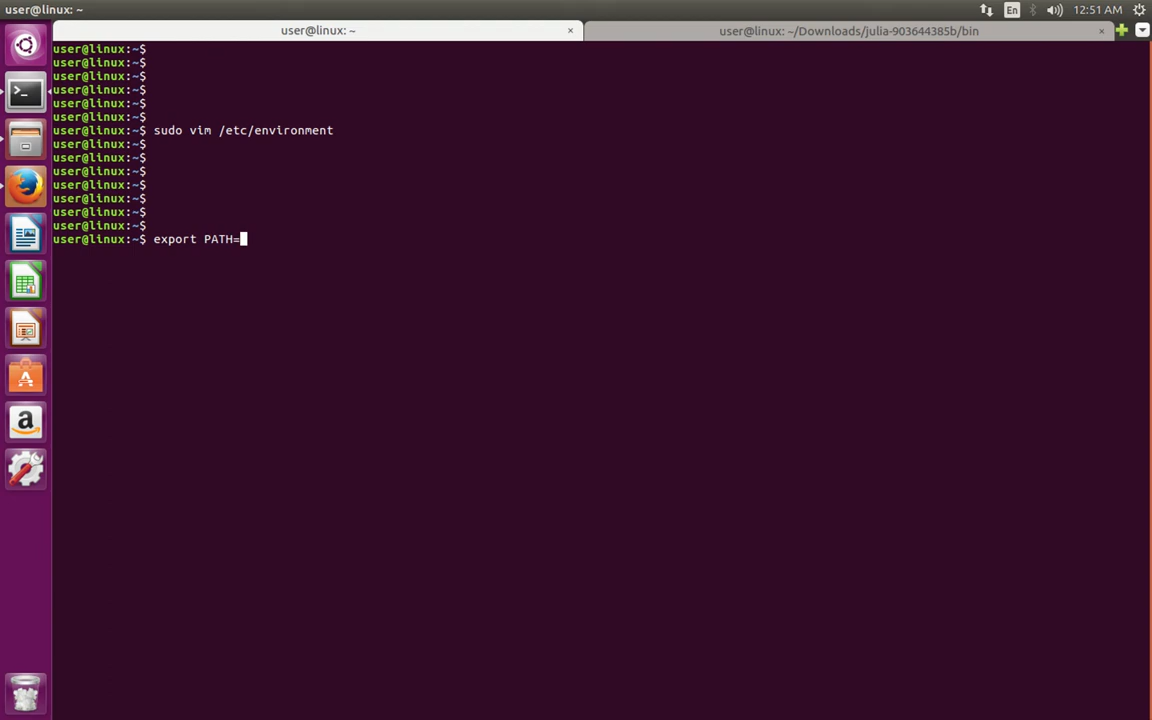 user@linux: ~
En
12:51 AM
user@linux: ~ ×
user@linux: ~/Downloads/julia-903644385b/bin ×
user@linux:~$
user@linux:~$
user@linux:~$
user@linux:~$
user@linux:~$
user@linux:~$
user@linux:~$ sudo vim /etc/environment
user@linux:~$
user@linux:~$
user@linux:~$
user@linux:~$
user@linux:~$
user@linux:~$
user@linux:~$
user@linux:~$ export PATH=